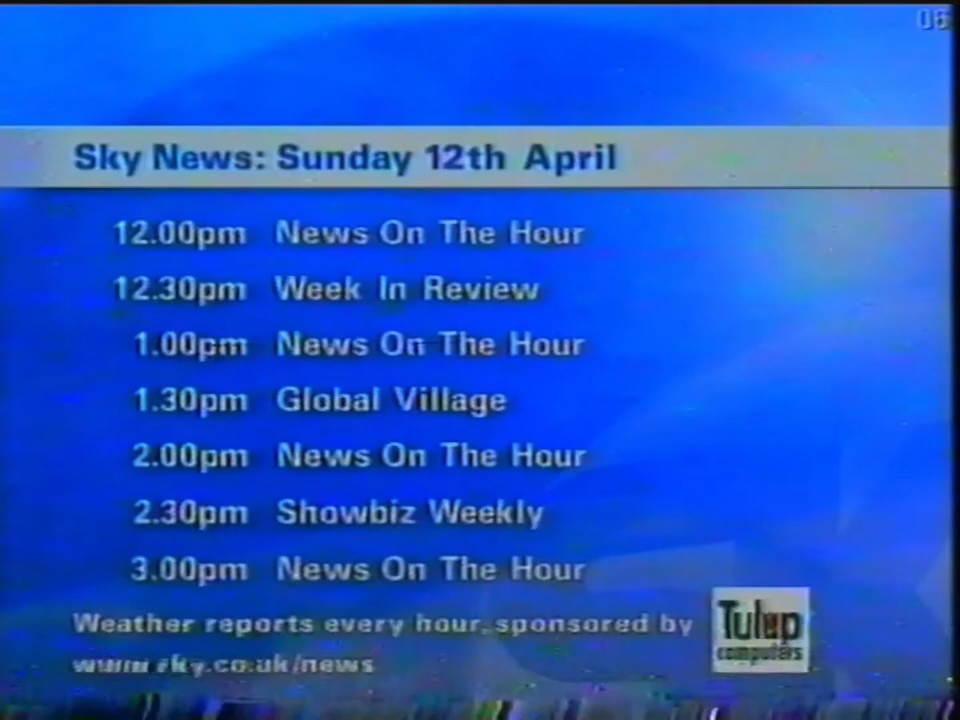 Sky News: Sunday 12th April
12.00pm News On The Hour
12.30pm Week In Review
1.00pm News On The Hour
1.30pm Global Village
2.00pm News On The Hour
2.30pm Showbiz Weekly
3.00pm News On The Hour
Weather reports every hour, sponsored by
www.sky.co.uk/news
Tulip
computers